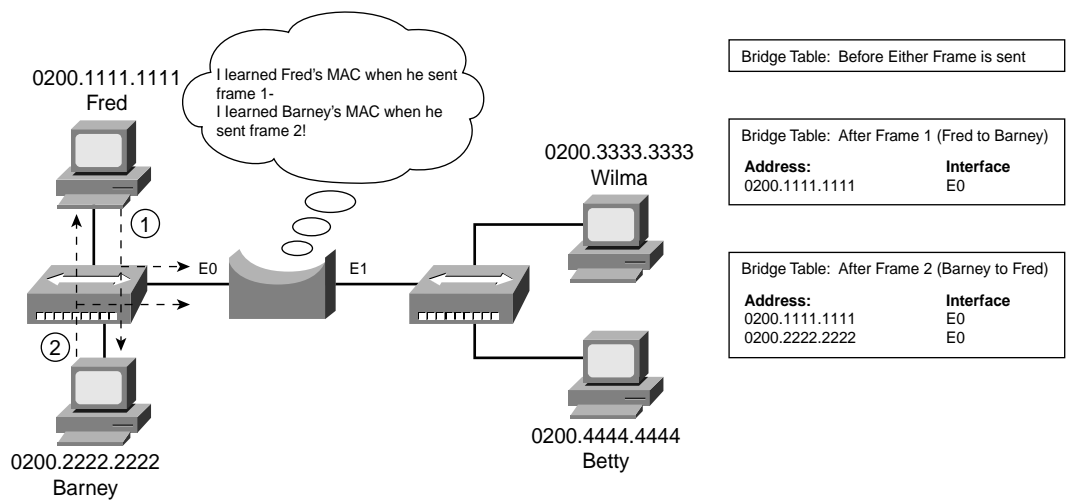 0200.1111.1111
Fred
I learned Fred's MAC when he sent
frame 1-
I learned Barney's MAC when he
sent frame 2!
0200.3333.3333
Wilma
1
E0
E1
2
0200.2222.2222
Barney
0200.4444.4444
Betty
Bridge Table:  Before Either Frame is sent
Bridge Table:  After Frame 1 (Fred to Barney)
Address: Interface
0200.1111.1111 E0
Bridge Table:  After Frame 2 (Barney to Fred)
Address: Interface
0200.1111.1111 E0
0200.2222.2222 E0